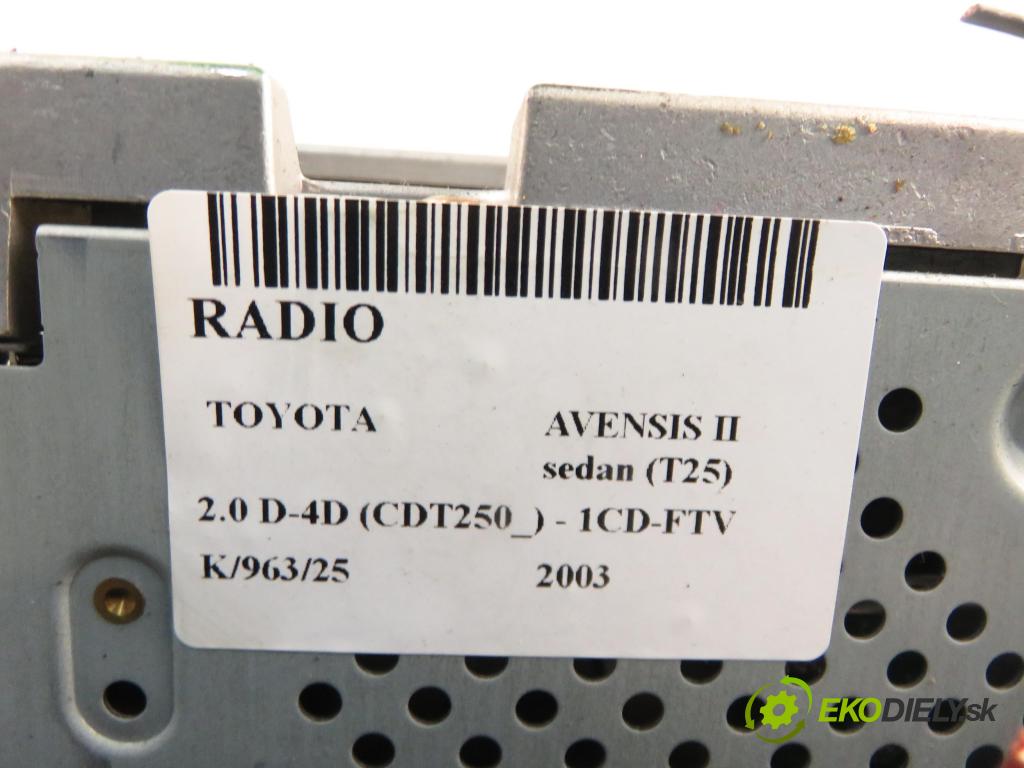 RADIO
TOYOTA AVENSIS II
sedan (T25)
2.0 D-4D (CDT250_) - 1CD-FTV
K/963/25 2003
EKODIELY.sk